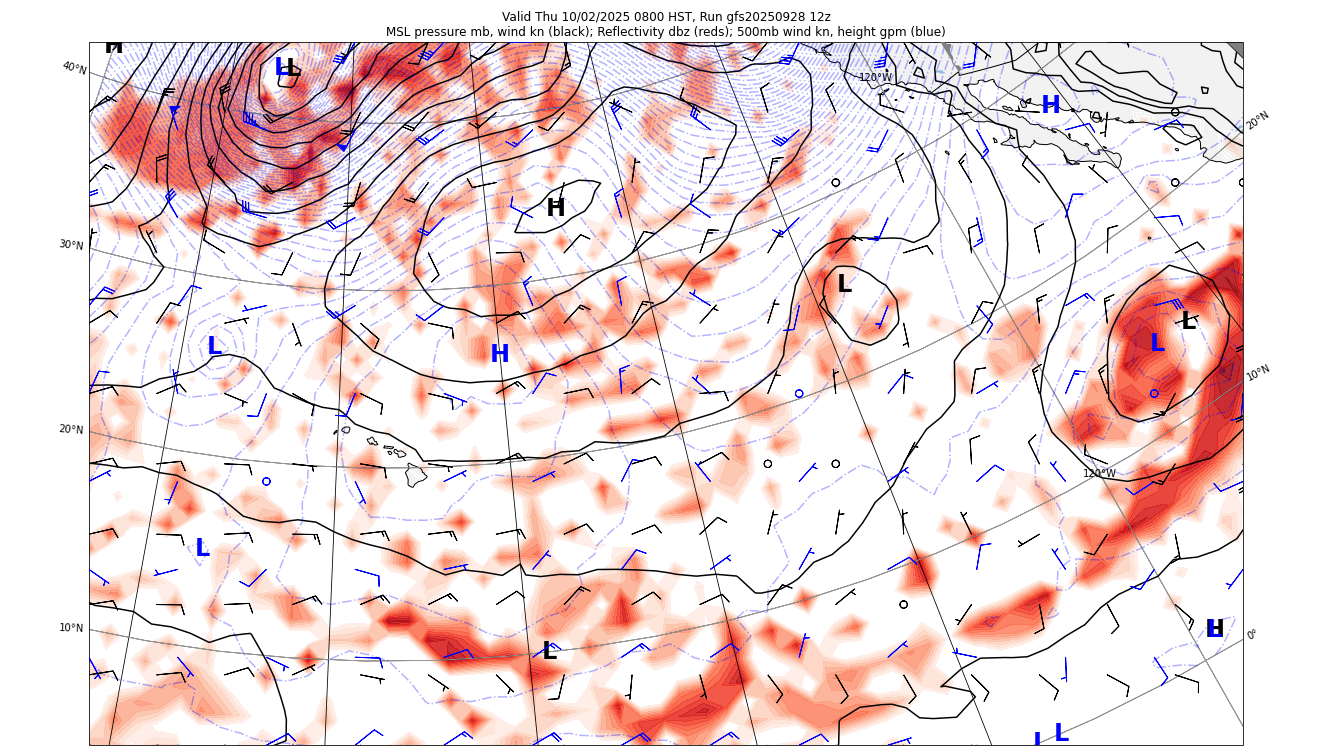 Valid Thu 10/02/2025 0800 HST, Run gfs20250928 12z
MSL pressure mb, wind kn (black); Reflectivity dbz (reds); 500mb wind kn, height gpm (blue)
H
40°N
L L
120°W
H
20°N
H
30°N
L
L
L
L
H
10°N
20°N
120°W
L
10°N
H L
0°
L
L L